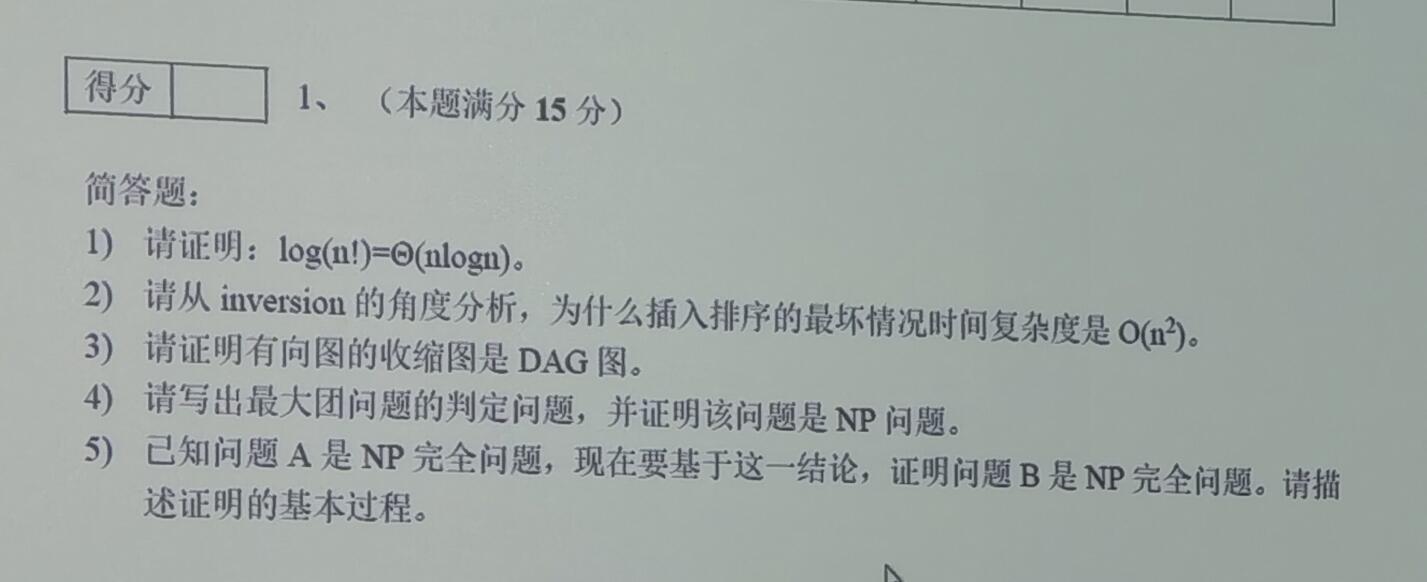 得分 1、 （本题满分 15 分）
简答题：
1) 请证明：log(n!)=Θ(nlogn)。
2) 请从 inversion 的角度分析，为什么插入排序的最坏情况时间复杂度是 O(n²)。
3) 请证明有向图的收缩图是 DAG 图。
4) 请写出最大团问题的判定问题，并证明该问题是 NP 问题。
5) 已知问题 A 是 NP 完全问题，现在要基于这一结论，证明问题 B 是 NP 完全问题。请描
述证明的基本过程。